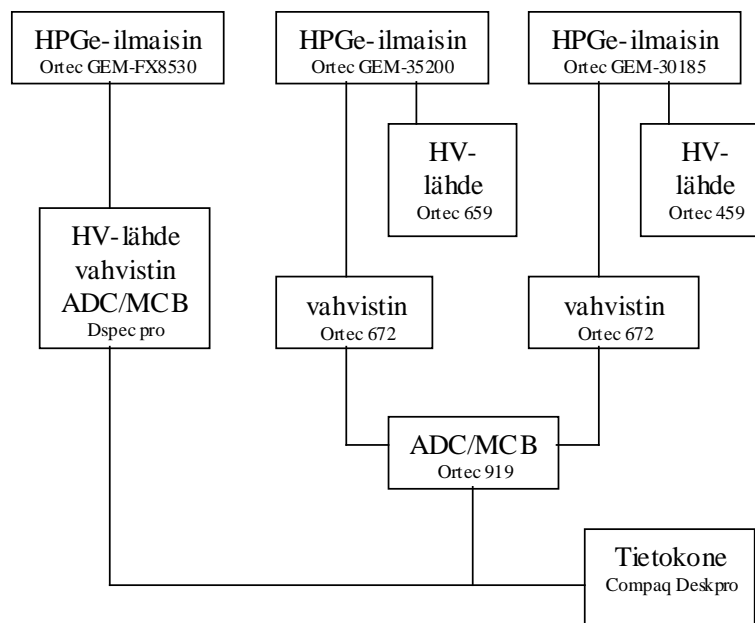 HPGe-ilmaisin
Ortec GEM-FX8530
HPGe-ilmaisin
Ortec GEM-35200
HPGe-ilmaisin
Ortec GEM-30185
HV-
lähde
Ortec 659
HV-
lähde
Ortec 459
HV-lähde
vahvistin
ADC/MCB
Dspec pro
vahvistin
Ortec 672
vahvistin
Ortec 672
ADC/MCB
Ortec 919
Tietokone
Compaq Deskpro